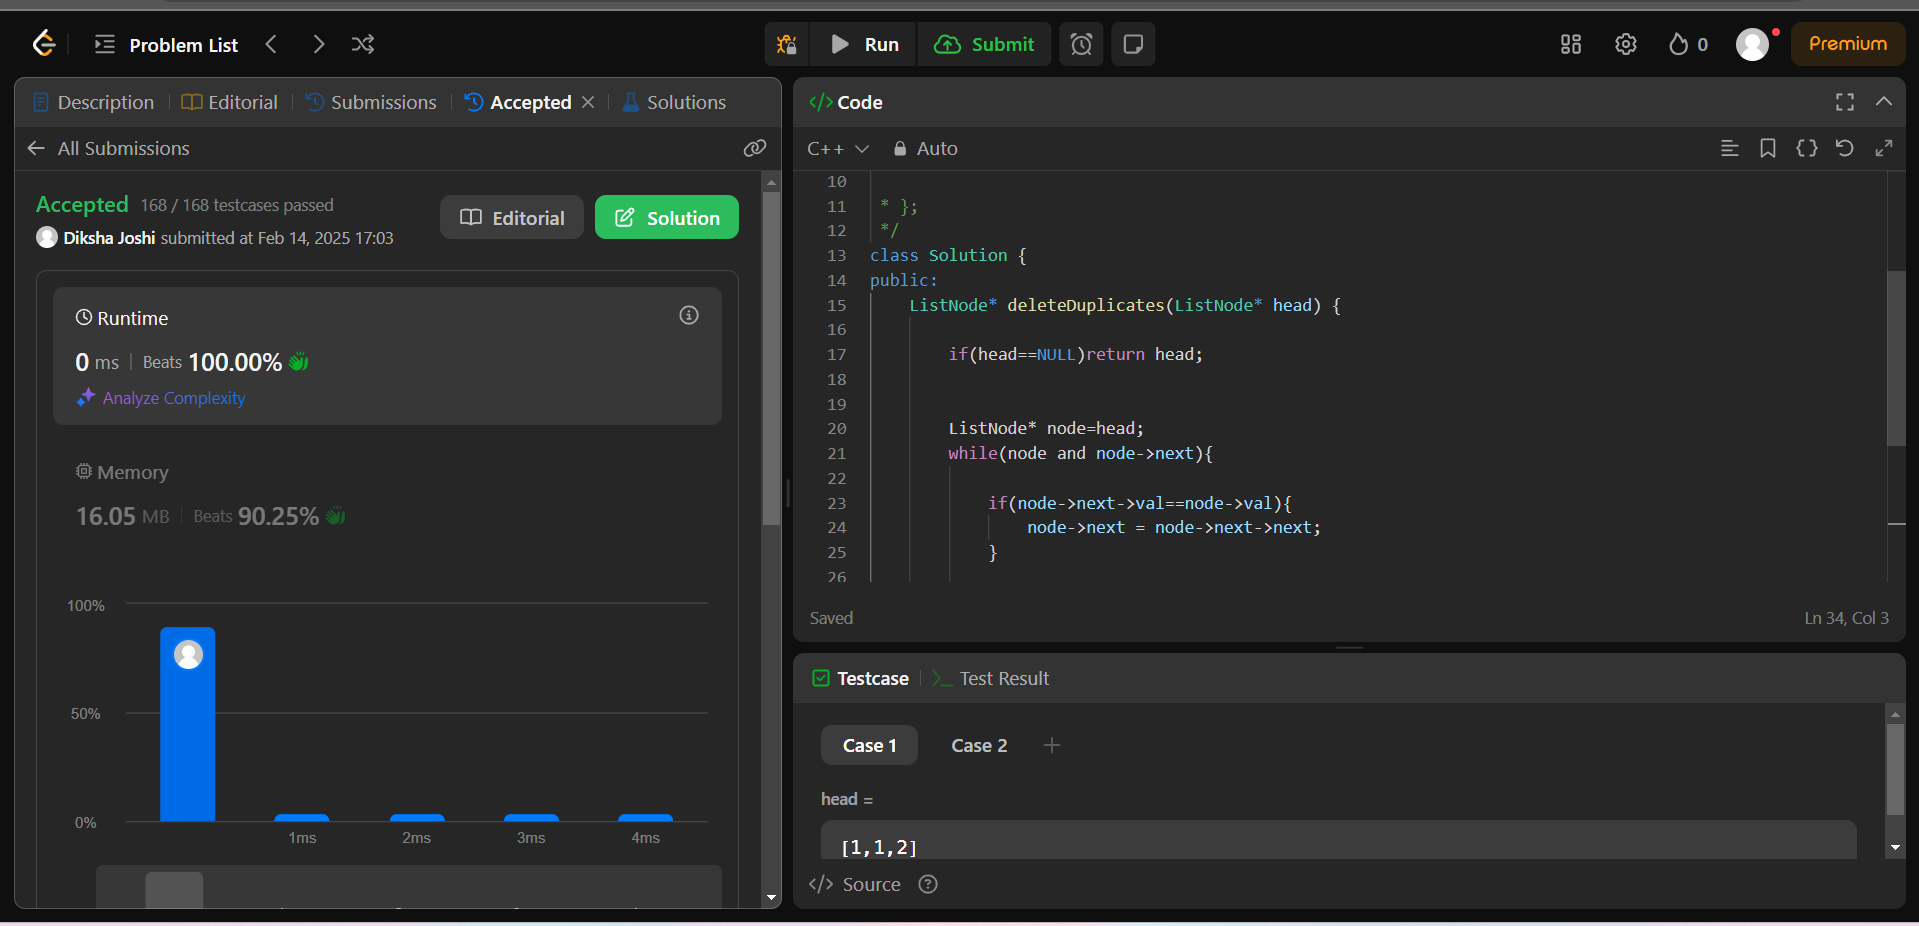 Problem List
Run
Submit
0
Premium
Description
Editorial
Submissions
Accepted
Solutions
All Submissions
Accepted 168 / 168 testcases passed
Diksha Joshi submitted at Feb 14, 2025 17:03
Editorial
Solution
Runtime
0 ms Beats 100.00%
Analyze Complexity
Memory
16.05 MB Beats 90.25%
100%
50%
0%
1ms 2ms 3ms 4ms
</> Code
C++ Auto
10
11 * };
12 */
13 class Solution {
14 public:
15 ListNode* deleteDuplicates(ListNode* head) {
16
17 if(head==NULL)return head;
18
19
20 ListNode* node=head;
21 while(node and node->next){
22
23 if(node->next->val==node->val){
24 node->next = node->next->next;
25 }
26
Saved
Ln 34, Col 3
Testcase
Test Result
Case 1
Case 2
head =
[1,1,2]
</> Source